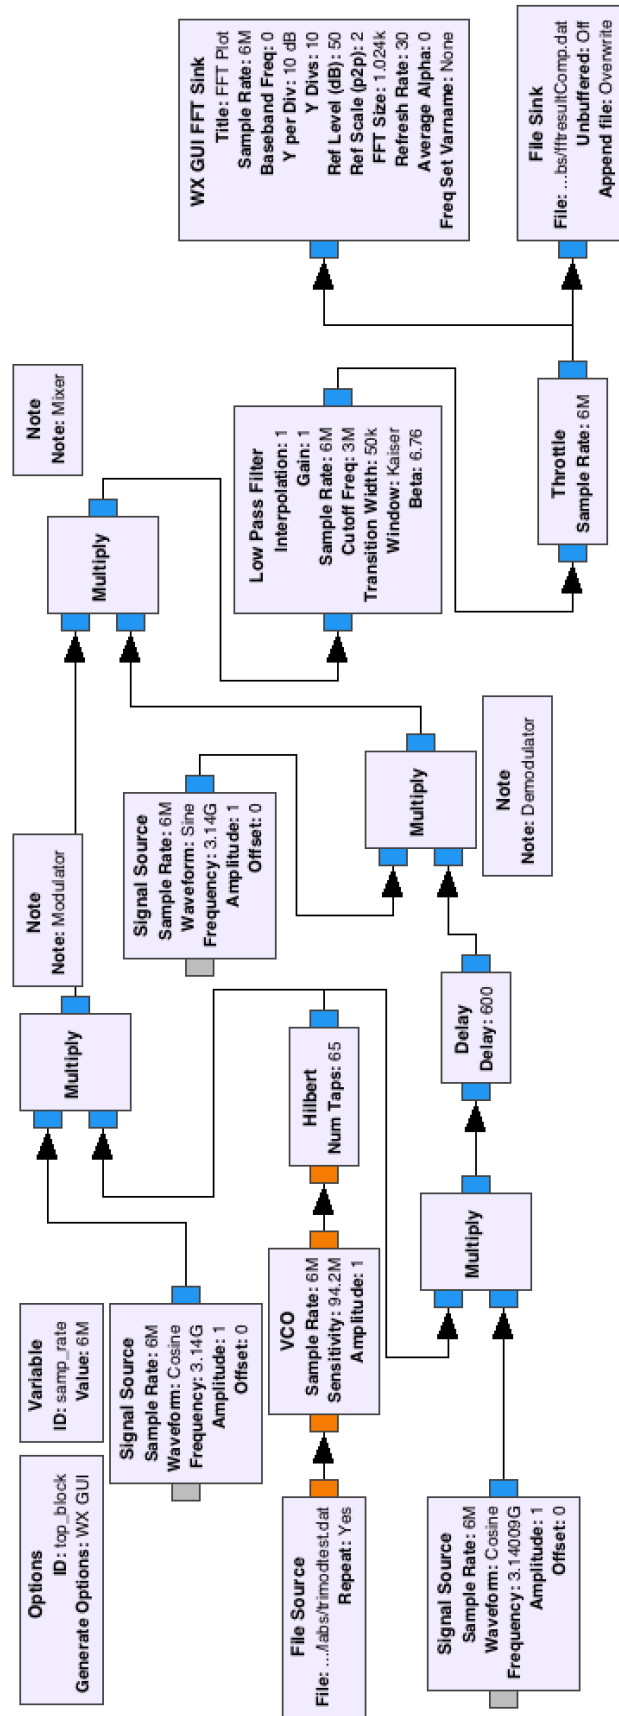 Options
ID: top_block
Generate Options: WX GUI
Variable
ID: samp_rate
Value: 6M
Signal Source
Sample Rate: 6M
Waveform: Cosine
Frequency: 3.14G
Amplitude: 1
Offset: 0
Multiply
Note
Note: Modulator
Multiply
Note
Note: Mixer
File Source
File: .../labs/trimodtest.dat
Repeat: Yes
VCO
Sample Rate: 6M
Sensitivity: 94.2M
Amplitude: 1
Hilbert
Num Taps: 65
Signal Source
Sample Rate: 6M
Waveform: Sine
Frequency: 3.14G
Amplitude: 1
Offset: 0
Low Pass Filter
Interpolation: 1
Gain: 1
Sample Rate: 6M
Cutoff Freq: 3M
Transition Width: 50k
Window: Kaiser
Beta: 6.76
WX GUI FFT Sink
Title: FFT Plot
Sample Rate: 6M
Baseband Freq: 0
Y per Div: 10 dB
Y Divs: 10
Ref Level (dB): 50
Ref Scale (p2p): 2
FFT Size: 1.024k
Refresh Rate: 30
Average Alpha: 0
Freq Set Varname: None
Signal Source
Sample Rate: 6M
Waveform: Cosine
Frequency: 3.14009G
Amplitude: 1
Offset: 0
Multiply
Delay
Delay: 600
Multiply
Note
Note: Demodulator
Throttle
Sample Rate: 6M
File Sink
File: ...bs/fftresultComp.dat
Unbuffered: Off
Append file: Overwrite